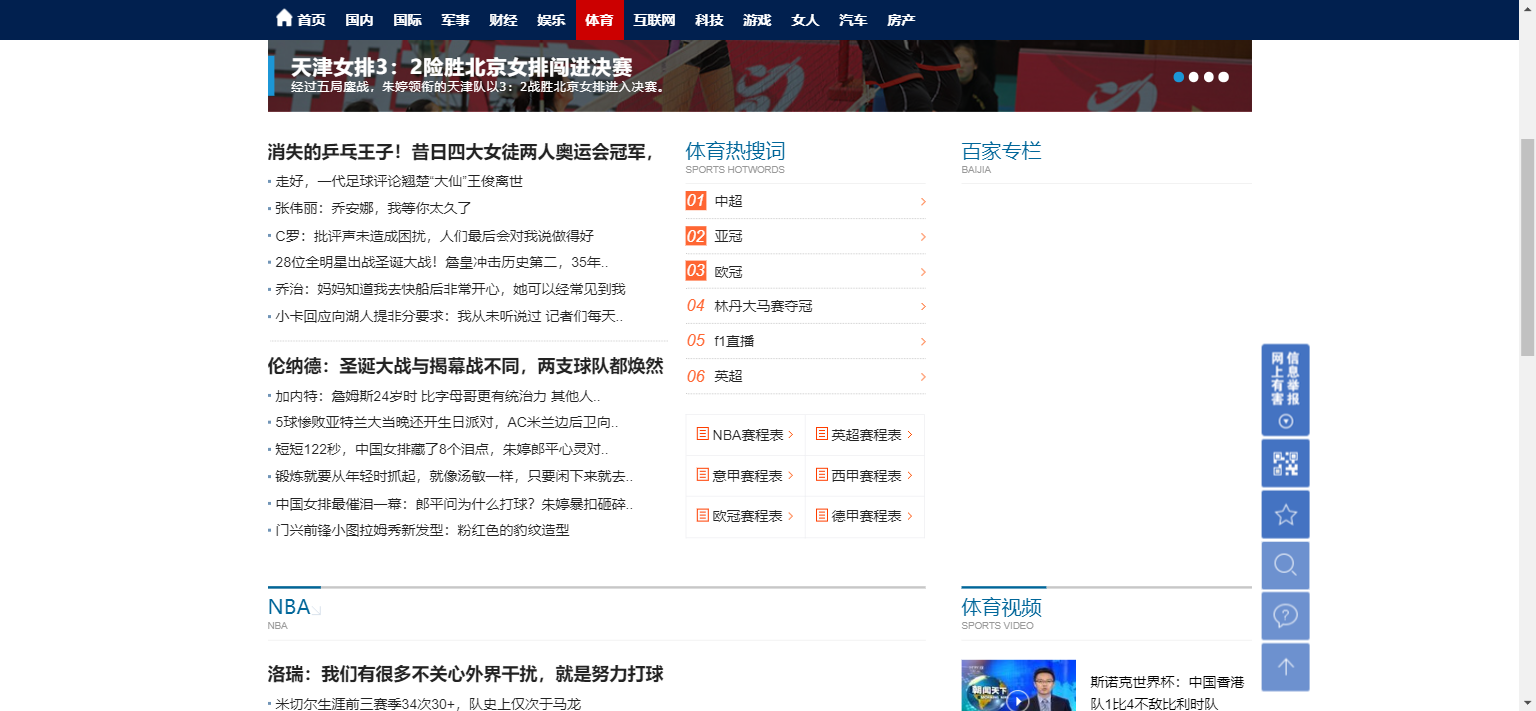 首页 国内 国际 军事 财经 娱乐 体育 互联网 科技 游戏 女人 汽车 房产
天津女排3：2险胜北京女排闯进决赛
经过五局鏖战，朱婷领衔的天津队以3：2战胜北京女排进入决赛。
消失的乒乓王子！昔日四大女徒两人奥运会冠军，
走好，一代足球评论翘楚“大仙”王俊离世
张伟丽：乔安娜，我等你太久了
C罗：批评声未造成困扰，人们最后会对我说做得好
28位全明星出战圣诞大战！詹皇冲击历史第二，35年..
乔治：妈妈知道我去快船后非常开心，她可以经常见到我
小卡回应向湖人提非分要求：我从未听说过 记者们每天..
伦纳德：圣诞大战与揭幕战不同，两支球队都焕然
加内特：詹姆斯24岁时 比字母哥更有统治力 其他人..
5球惨败亚特兰大当晚还开生日派对，AC米兰边后卫向..
短短122秒，中国女排藏了8个泪点，朱婷郎平心灵对..
锻炼就要从年轻时抓起，就像汤敏一样，只要闲下来就去..
中国女排最催泪一幕：郎平问为什么打球？朱婷暴扣砸碎..
门兴前锋小图拉姆秀新发型：粉红色的豹纹造型
体育热搜词
SPORTS HOTWORDS
01 中超
02 亚冠
03 欧冠
04 林丹大马赛夺冠
05 f1直播
06 英超
NBA赛程表 英超赛程表
意甲赛程表 西甲赛程表
欧冠赛程表 德甲赛程表
百家专栏
BAIJIA
网上有害
信息举报
NBA
NBA
洛瑞：我们有很多不关心外界干扰，就是努力打球
米切尔生涯前三赛季34次30+，队史上仅次于马龙
体育视频
SPORTS VIDEO
朝闻天下
斯诺克世界杯：中国香港
队1比4不敌比利时队